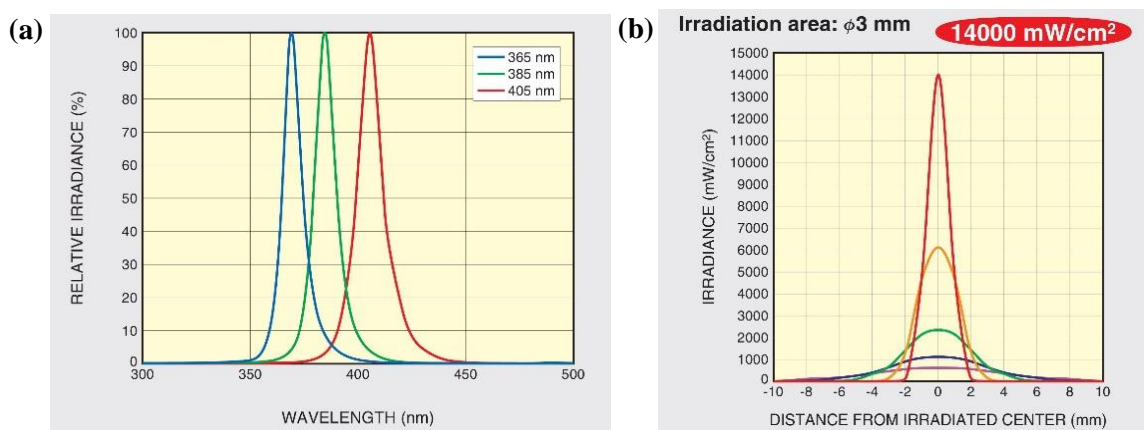 (a)
RELATIVE IRRADIANCE (%)
100
90
80
70
60
50
40
30
20
10
0
365 nm
385 nm
405 nm
300 350 400 450 500
WAVELENGTH (nm)
(b)
Irradiation area: ϕ3 mm
14000 mW/cm²
IRRADIANCE (mW/cm²)
15000
14000
13000
12000
11000
10000
9000
8000
7000
6000
5000
4000
3000
2000
1000
0
-10 -8 -6 -4 -2 0 2 4 6 8 10
DISTANCE FROM IRRADIATED CENTER (mm)